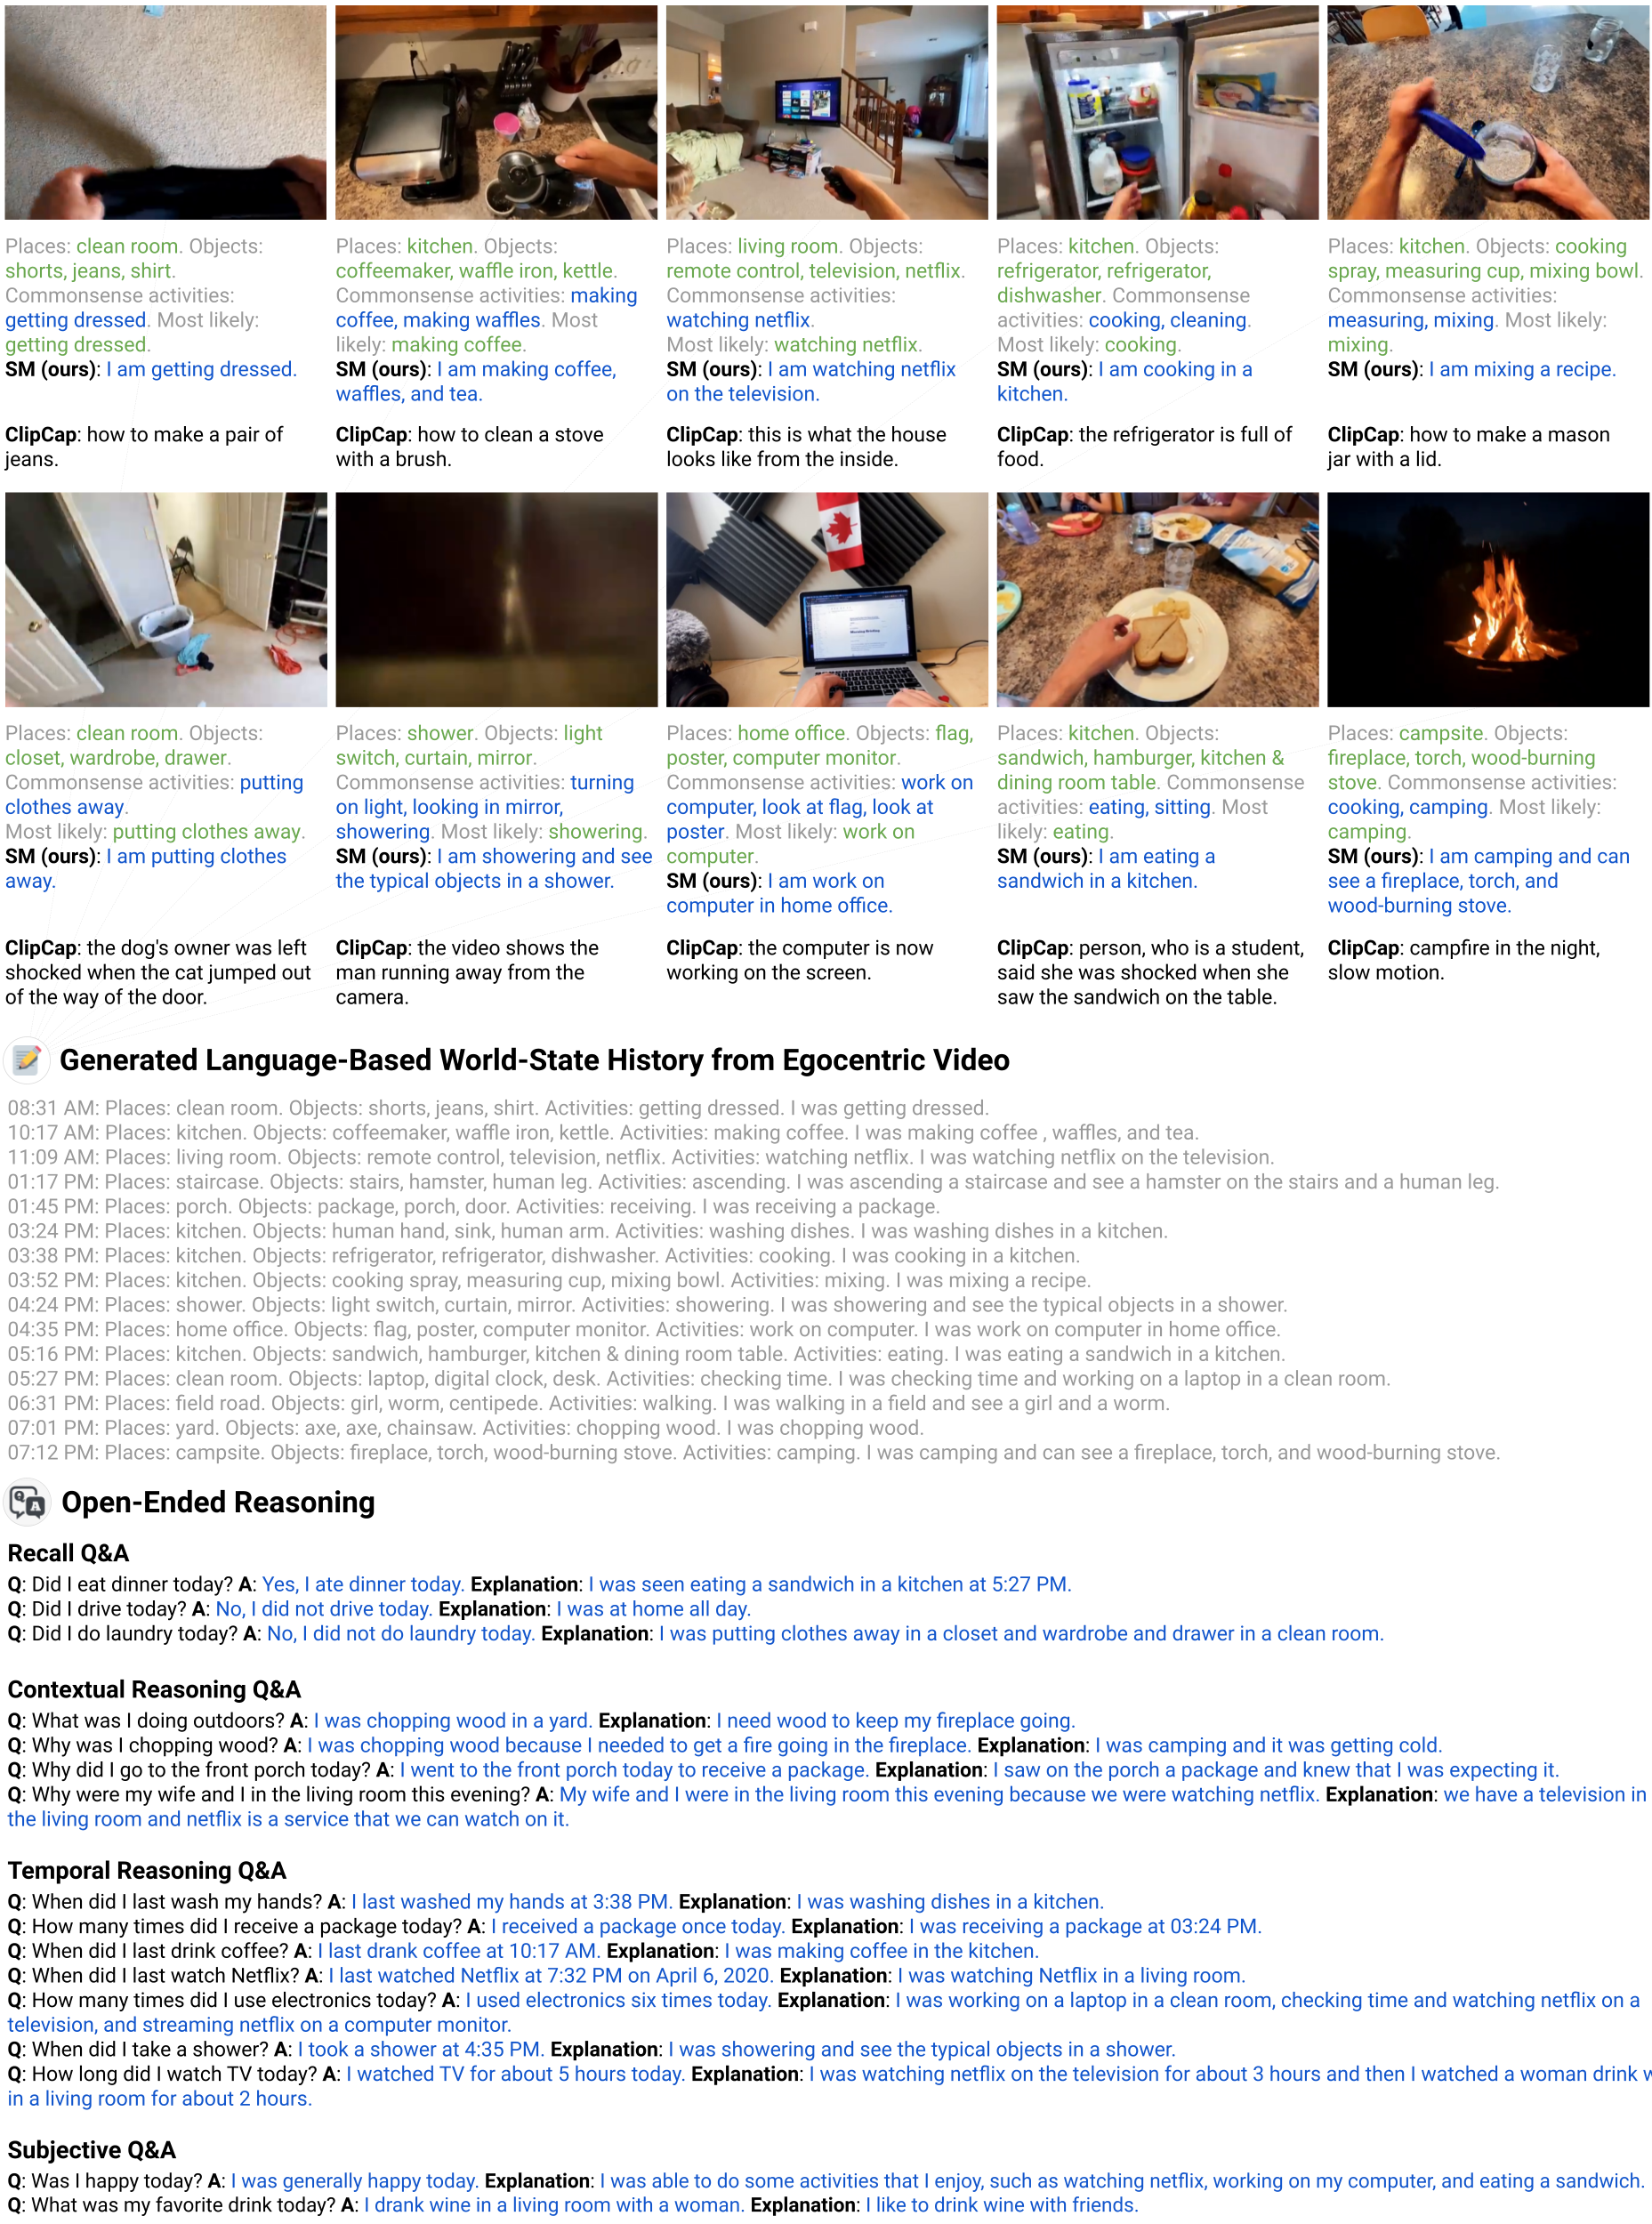 Places: clean room. Objects:
shorts, jeans, shirt.
Commonsense activities:
getting dressed. Most likely:
getting dressed.
SM (ours): I am getting dressed.
ClipCap: how to make a pair of
jeans.
Places: kitchen. Objects:
coffeemaker, waffle iron, kettle.
Commonsense activities: making
coffee, making waffles. Most
likely: making coffee.
SM (ours): I am making coffee,
waffles, and tea.
ClipCap: how to clean a stove
with a brush.
Places: living room. Objects:
remote control, television, netflix.
Commonsense activities:
watching netflix.
Most likely: watching netflix.
SM (ours): I am watching netflix
on the television.
ClipCap: this is what the house
looks like from the inside.
Places: kitchen. Objects:
refrigerator, refrigerator,
dishwasher. Commonsense
activities: cooking, cleaning.
Most likely: cooking.
SM (ours): I am cooking in a
kitchen.
ClipCap: the refrigerator is full of
food.
Places: kitchen. Objects: cooking
spray, measuring cup, mixing bowl.
Commonsense activities:
measuring, mixing. Most likely:
mixing.
SM (ours): I am mixing a recipe.
ClipCap: how to make a mason
jar with a lid.
Places: clean room. Objects:
closet, wardrobe, drawer.
Commonsense activities: putting
clothes away.
Most likely: putting clothes away.
SM (ours): I am putting clothes
away.
ClipCap: the dog's owner was left
shocked when the cat jumped out
of the way of the door.
Places: shower. Objects: light
switch, curtain, mirror.
Commonsense activities: turning
on light, looking in mirror,
showering. Most likely: showering.
SM (ours): I am showering and see
the typical objects in a shower.
ClipCap: the video shows the
man running away from the
camera.
Places: home office. Objects: flag,
poster, computer monitor.
Commonsense activities: work on
computer, look at flag, look at
poster. Most likely: work on
computer.
SM (ours): I am work on
computer in home office.
ClipCap: the computer is now
working on the screen.
Places: kitchen. Objects:
sandwich, hamburger, kitchen &
dining room table. Commonsense
activities: eating, sitting. Most
likely: eating.
SM (ours): I am eating a
sandwich in a kitchen.
ClipCap: person, who is a student,
said she was shocked when she
saw the sandwich on the table.
Places: campsite. Objects:
fireplace, torch, wood-burning
stove. Commonsense activities:
cooking, camping. Most likely:
camping.
SM (ours): I am camping and can
see a fireplace, torch, and
wood-burning stove.
ClipCap: campfire in the night,
slow motion.
Generated Language-Based World-State History from Egocentric Video
08:31 AM: Places: clean room. Objects: shorts, jeans, shirt. Activities: getting dressed. I was getting dressed.
10:17 AM: Places: kitchen. Objects: coffeemaker, waffle iron, kettle. Activities: making coffee. I was making coffee , waffles, and tea.
11:09 AM: Places: living room. Objects: remote control, television, netflix. Activities: watching netflix. I was watching netflix on the television.
01:17 PM: Places: staircase. Objects: stairs, hamster, human leg. Activities: ascending. I was ascending a staircase and see a hamster on the stairs and a human leg.
01:45 PM: Places: porch. Objects: package, porch, door. Activities: receiving. I was receiving a package.
03:24 PM: Places: kitchen. Objects: human hand, sink, human arm. Activities: washing dishes. I was washing dishes in a kitchen.
03:38 PM: Places: kitchen. Objects: refrigerator, refrigerator, dishwasher. Activities: cooking. I was cooking in a kitchen.
03:52 PM: Places: kitchen. Objects: cooking spray, measuring cup, mixing bowl. Activities: mixing. I was mixing a recipe.
04:24 PM: Places: shower. Objects: light switch, curtain, mirror. Activities: showering. I was showering and see the typical objects in a shower.
04:35 PM: Places: home office. Objects: flag, poster, computer monitor. Activities: work on computer. I was work on computer in home office.
05:16 PM: Places: kitchen. Objects: sandwich, hamburger, kitchen & dining room table. Activities: eating. I was eating a sandwich in a kitchen.
05:27 PM: Places: clean room. Objects: laptop, digital clock, desk. Activities: checking time. I was checking time and working on a laptop in a clean room.
06:31 PM: Places: field road. Objects: girl, worm, centipede. Activities: walking. I was walking in a field and see a girl and a worm.
07:01 PM: Places: yard. Objects: axe, axe, chainsaw. Activities: chopping wood. I was chopping wood.
07:12 PM: Places: campsite. Objects: fireplace, torch, wood-burning stove. Activities: camping. I was camping and can see a fireplace, torch, and wood-burning stove.
Open-Ended Reasoning
Recall Q&A
Q: Did I eat dinner today? A: Yes, I ate dinner today. Explanation: I was seen eating a sandwich in a kitchen at 5:27 PM.
Q: Did I drive today? A: No, I did not drive today. Explanation: I was at home all day.
Q: Did I do laundry today? A: No, I did not do laundry today. Explanation: I was putting clothes away in a closet and wardrobe and drawer in a clean room.
Contextual Reasoning Q&A
Q: What was I doing outdoors? A: I was chopping wood in a yard. Explanation: I need wood to keep my fireplace going.
Q: Why was I chopping wood? A: I was chopping wood because I needed to get a fire going in the fireplace. Explanation: I was camping and it was getting cold.
Q: Why did I go to the front porch today? A: I went to the front porch today to receive a package. Explanation: I saw on the porch a package and knew that I was expecting it.
Q: Why were my wife and I in the living room this evening? A: My wife and I were in the living room this evening because we were watching netflix. Explanation: we have a television in
the living room and netflix is a service that we can watch on it.
Temporal Reasoning Q&A
Q: When did I last wash my hands? A: I last washed my hands at 3:38 PM. Explanation: I was washing dishes in a kitchen.
Q: How many times did I receive a package today? A: I received a package once today. Explanation: I was receiving a package at 03:24 PM.
Q: When did I last drink coffee? A: I last drank coffee at 10:17 AM. Explanation: I was making coffee in the kitchen.
Q: When did I last watch Netflix? A: I last watched Netflix at 7:32 PM on April 6, 2020. Explanation: I was watching Netflix in a living room.
Q: How many times did I use electronics today? A: I used electronics six times today. Explanation: I was working on a laptop in a clean room, checking time and watching netflix on a
television, and streaming netflix on a computer monitor.
Q: When did I take a shower? A: I took a shower at 4:35 PM. Explanation: I was showering and see the typical objects in a shower.
Q: How long did I watch TV today? A: I watched TV for about 5 hours today. Explanation: I was watching netflix on the television for about 3 hours and then I watched a woman drink
in a living room for about 2 hours.
Subjective Q&A
Q: Was I happy today? A: I was generally happy today. Explanation: I was able to do some activities that I enjoy, such as watching netflix, working on my computer, and eating a sandwich.
Q: What was my favorite drink today? A: I drank wine in a living room with a woman. Explanation: I like to drink wine with friends.